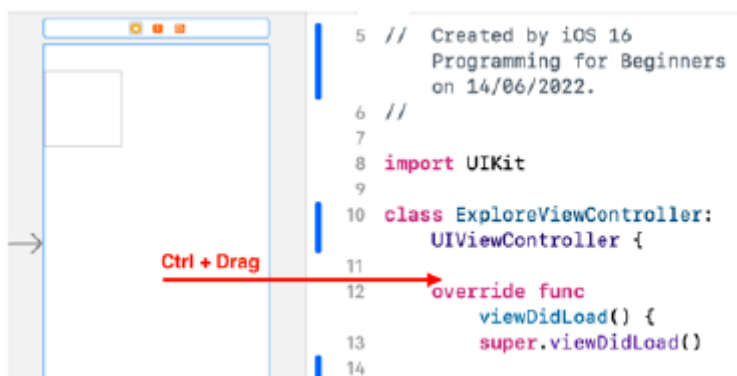 5 // Created by iOS 16
Programming for Beginners
on 14/06/2022.
6 //
7
8 import UIKit
9
10 class ExploreViewController:
UIViewController {
Ctrl + Drag
11
12 override func
viewDidLoad() {
13 super.viewDidLoad()
14